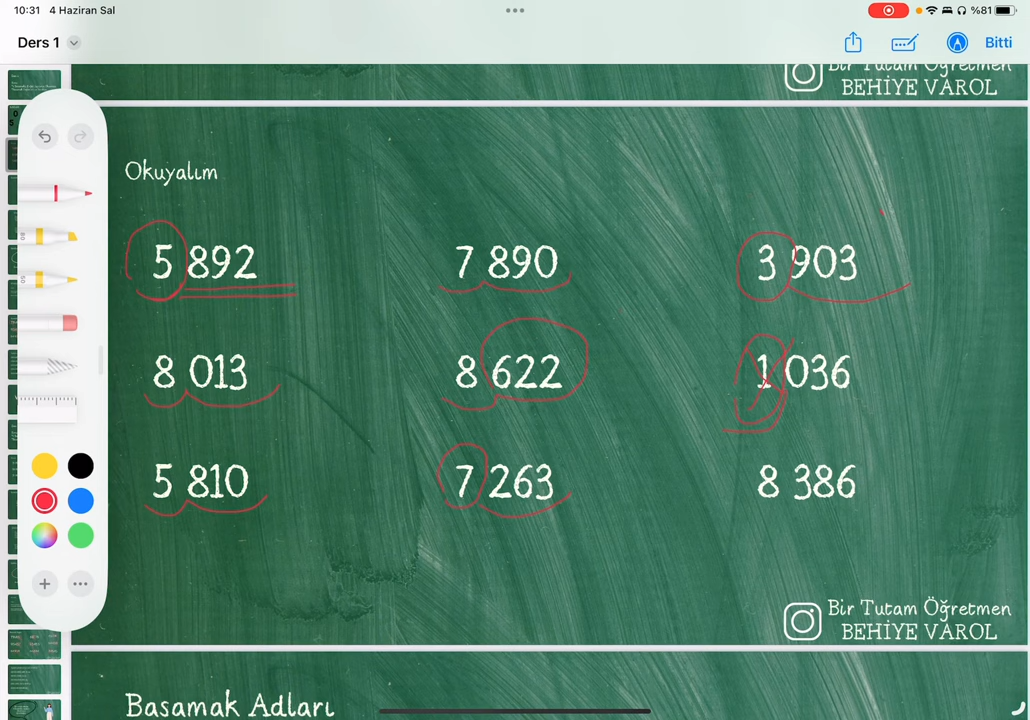 10:31 4 Haziran Sal
%81
Ders 1
Bitti
Bir Tutam Öğretmen
BEHİYE VAROL
Okuyalım
5 892 7 890 3 903
8 013 8 622 1 036
5 810 7 263 8 386
Bir Tutam Öğretmen
BEHİYE VAROL
Basamak Adları